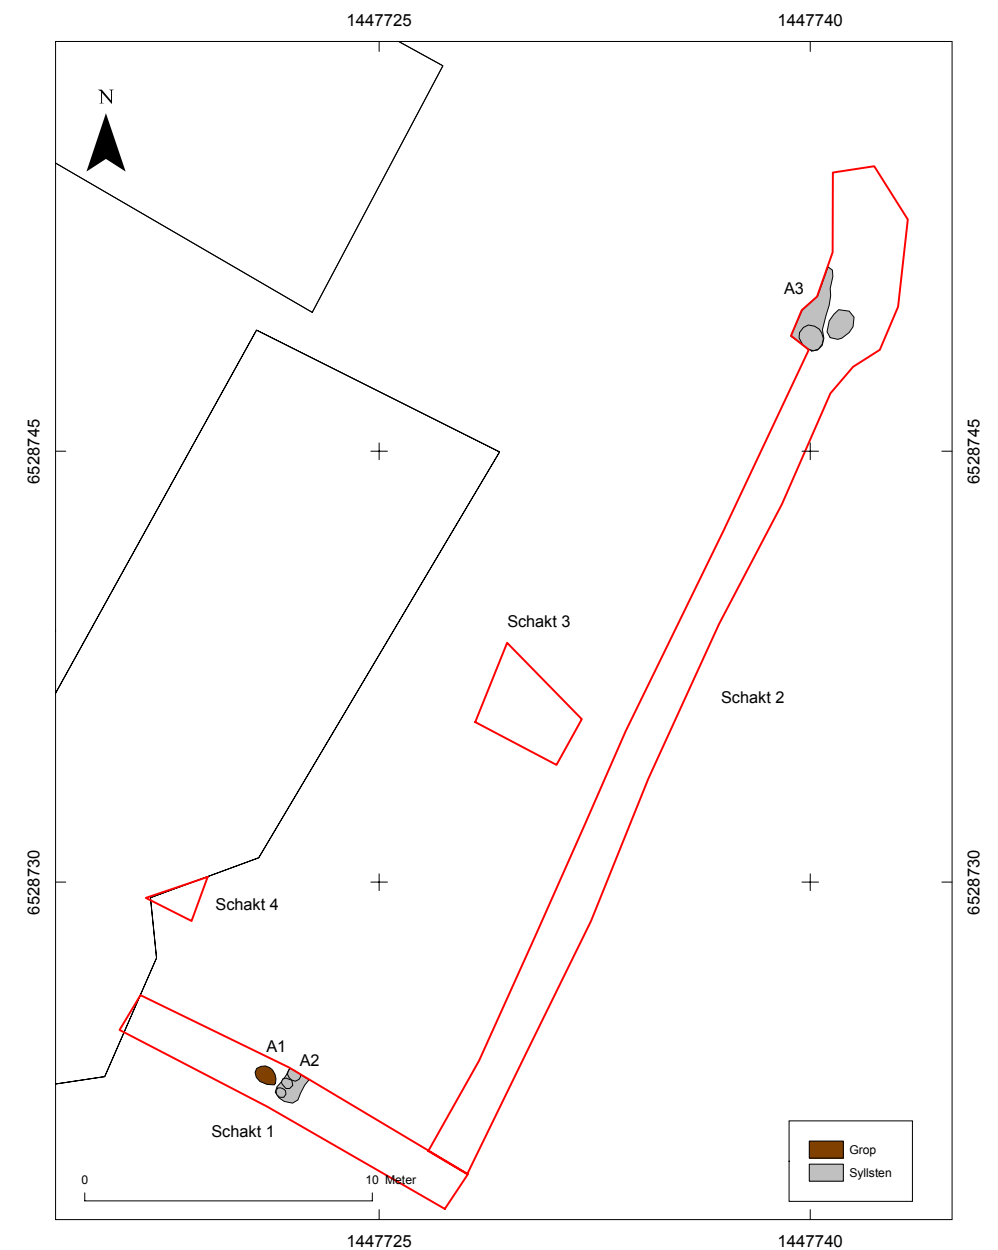 1447725 1447740
N
A3
6528745 6528745
Schakt 3
Schakt 2
6528730 6528730
Schakt 4
A1
A2
Schakt 1
Grop
Syllsten
0 10 Meter
1447725 1447740